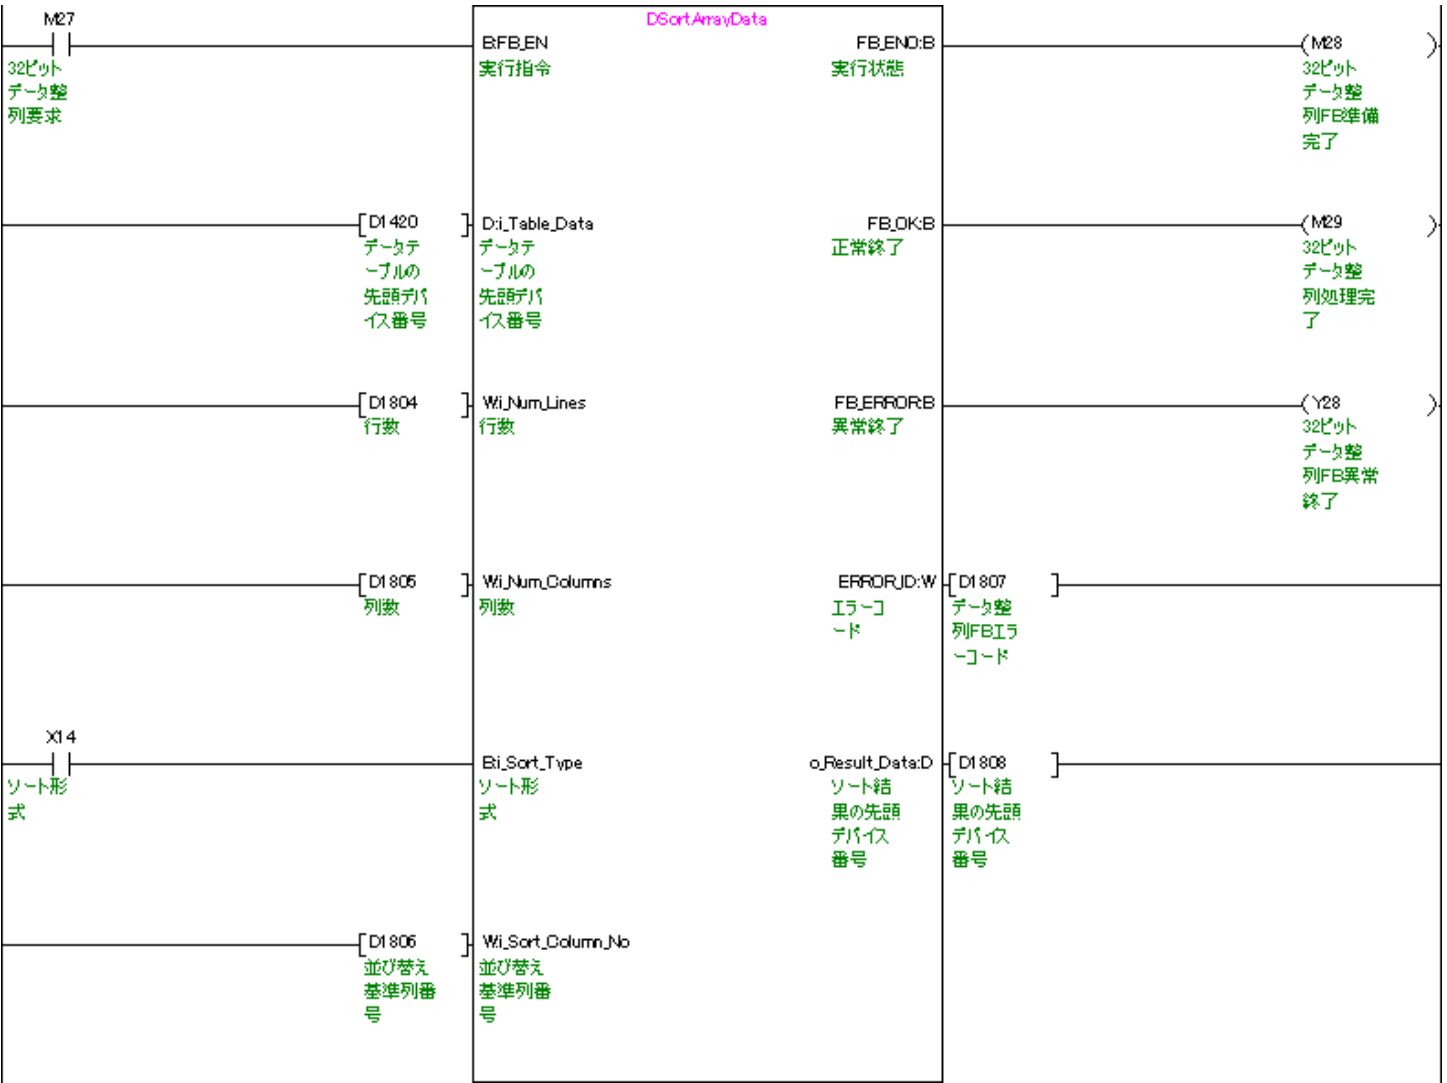 M27
DSortArrayData
B:FB_EN
FB_ENO:B
M28
32ビット
データ整
列要求
実行指令
実行状態
32ビット
データ整
列FB準備
完了
D1420
D:i_Table_Data
FB_OK:B
M29
データテ
ーブルの
先頭デバ
イス番号
データテ
ーブルの
先頭デバ
イス番号
正常終了
32ビット
データ整
列処理完
了
D1804
W:i_Num_Lines
FB_ERROR:B
Y28
行数
行数
異常終了
32ビット
データ整
列FB異常
終了
D1805
W:i_Num_Columns
ERROR_ID:W
D1807
列数
列数
エラーコ
ード
データ整
列FBエラ
ーコード
X14
B:i_Sort_Type
o_Result_Data:D
D1808
ソート形
式
ソート形
式
ソート結
果の先頭
デバイス
番号
ソート結
果の先頭
デバイス
番号
D1806
W:i_Sort_Column_No
並び替え
基準列番
号
並び替え
基準列番
号